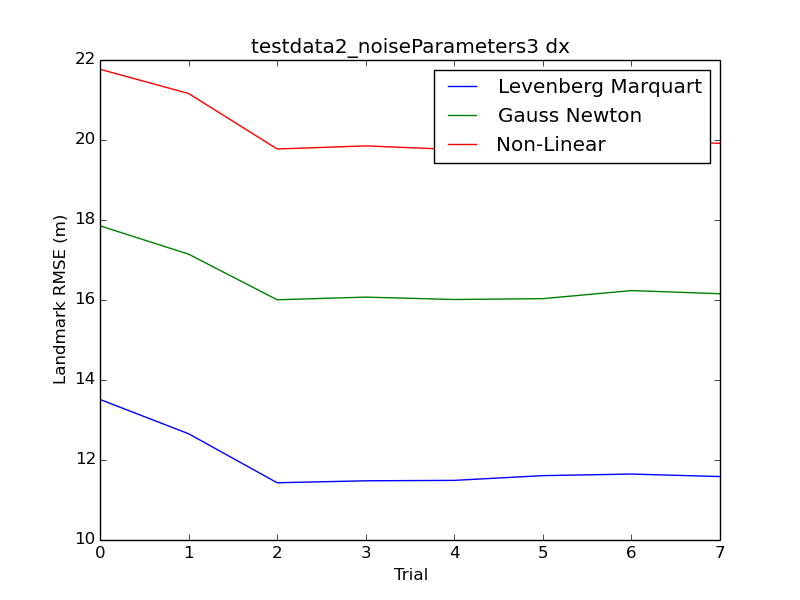 testdata2_noiseParameters3 dx
Levenberg Marquart
Gauss Newton
Non-Linear
Landmark RMSE (m)
22
20
18
16
14
12
10
0 1 2 3 4 5 6 7
Trial